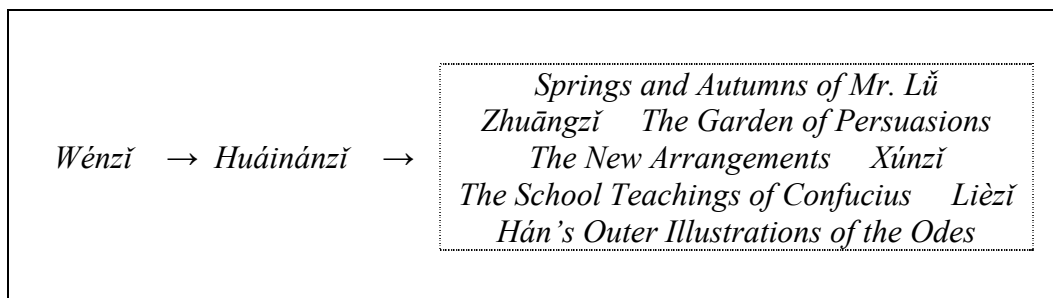 Springs and Autumns of Mr. Lǚ
Zhuāngzǐ The Garden of Persuasions
Wénzǐ → Huáinánzǐ → The New Arrangements Xúnzǐ
The School Teachings of Confucius Lièzǐ
Hán’s Outer Illustrations of the Odes